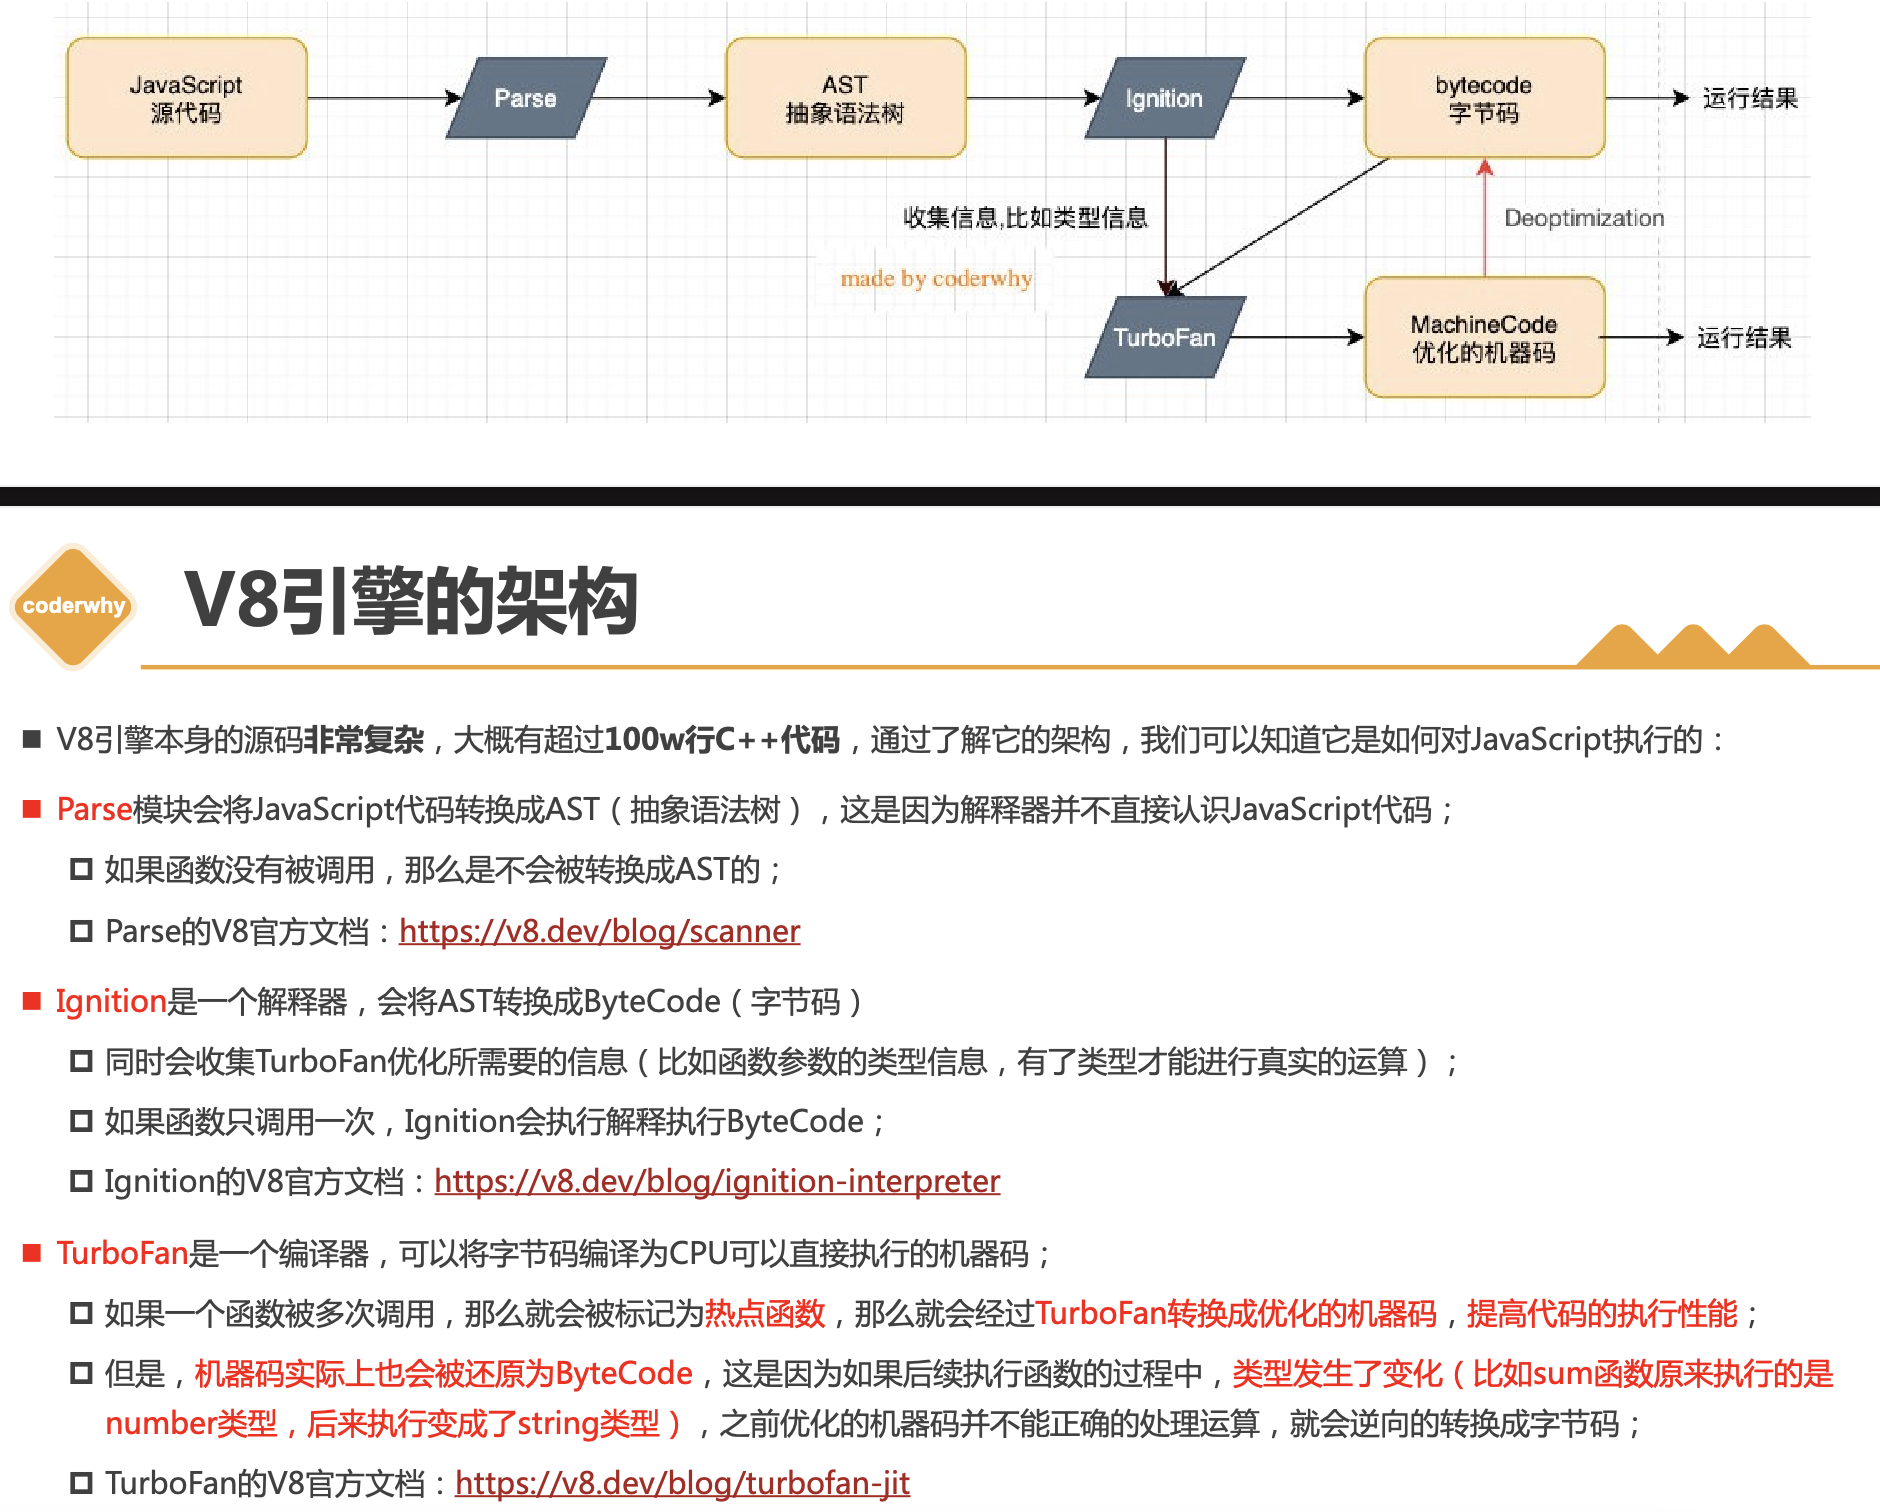 JavaScript
源代码
Parse
AST
抽象语法树
Ignition
bytecode
字节码
运行结果
收集信息,比如类型信息
Deoptimization
made by coderwhy
TurboFan
MachineCode
优化的机器码
运行结果
coderwhy
V8引擎的架构
V8引擎本身的源码非常复杂，大概有超过100w行C++代码，通过了解它的架构，我们可以知道它是如何对JavaScript执行的：
Parse模块会将JavaScript代码转换成AST（抽象语法树），这是因为解释器并不直接认识JavaScript代码；
如果函数没有被调用，那么是不会被转换成AST的；
Parse的V8官方文档：https://v8.dev/blog/scanner
Ignition是一个解释器，会将AST转换成ByteCode（字节码）
同时会收集TurboFan优化所需要的信息（比如函数参数的类型信息，有了类型才能进行真实的运算）；
如果函数只调用一次，Ignition会执行解释执行ByteCode；
Ignition的V8官方文档：https://v8.dev/blog/ignition-interpreter
TurboFan是一个编译器，可以将字节码编译为CPU可以直接执行的机器码；
如果一个函数被多次调用，那么就会被标记为热点函数，那么就会经过TurboFan转换成优化的机器码，提高代码的执行性能；
但是，机器码实际上也会被还原为ByteCode，这是因为如果后续执行函数的过程中，类型发生了变化（比如sum函数原来执行的是
number类型，后来执行变成了string类型），之前优化的机器码并不能正确的处理运算，就会逆向的转换成字节码；
TurboFan的V8官方文档：https://v8.dev/blog/turbofan-jit